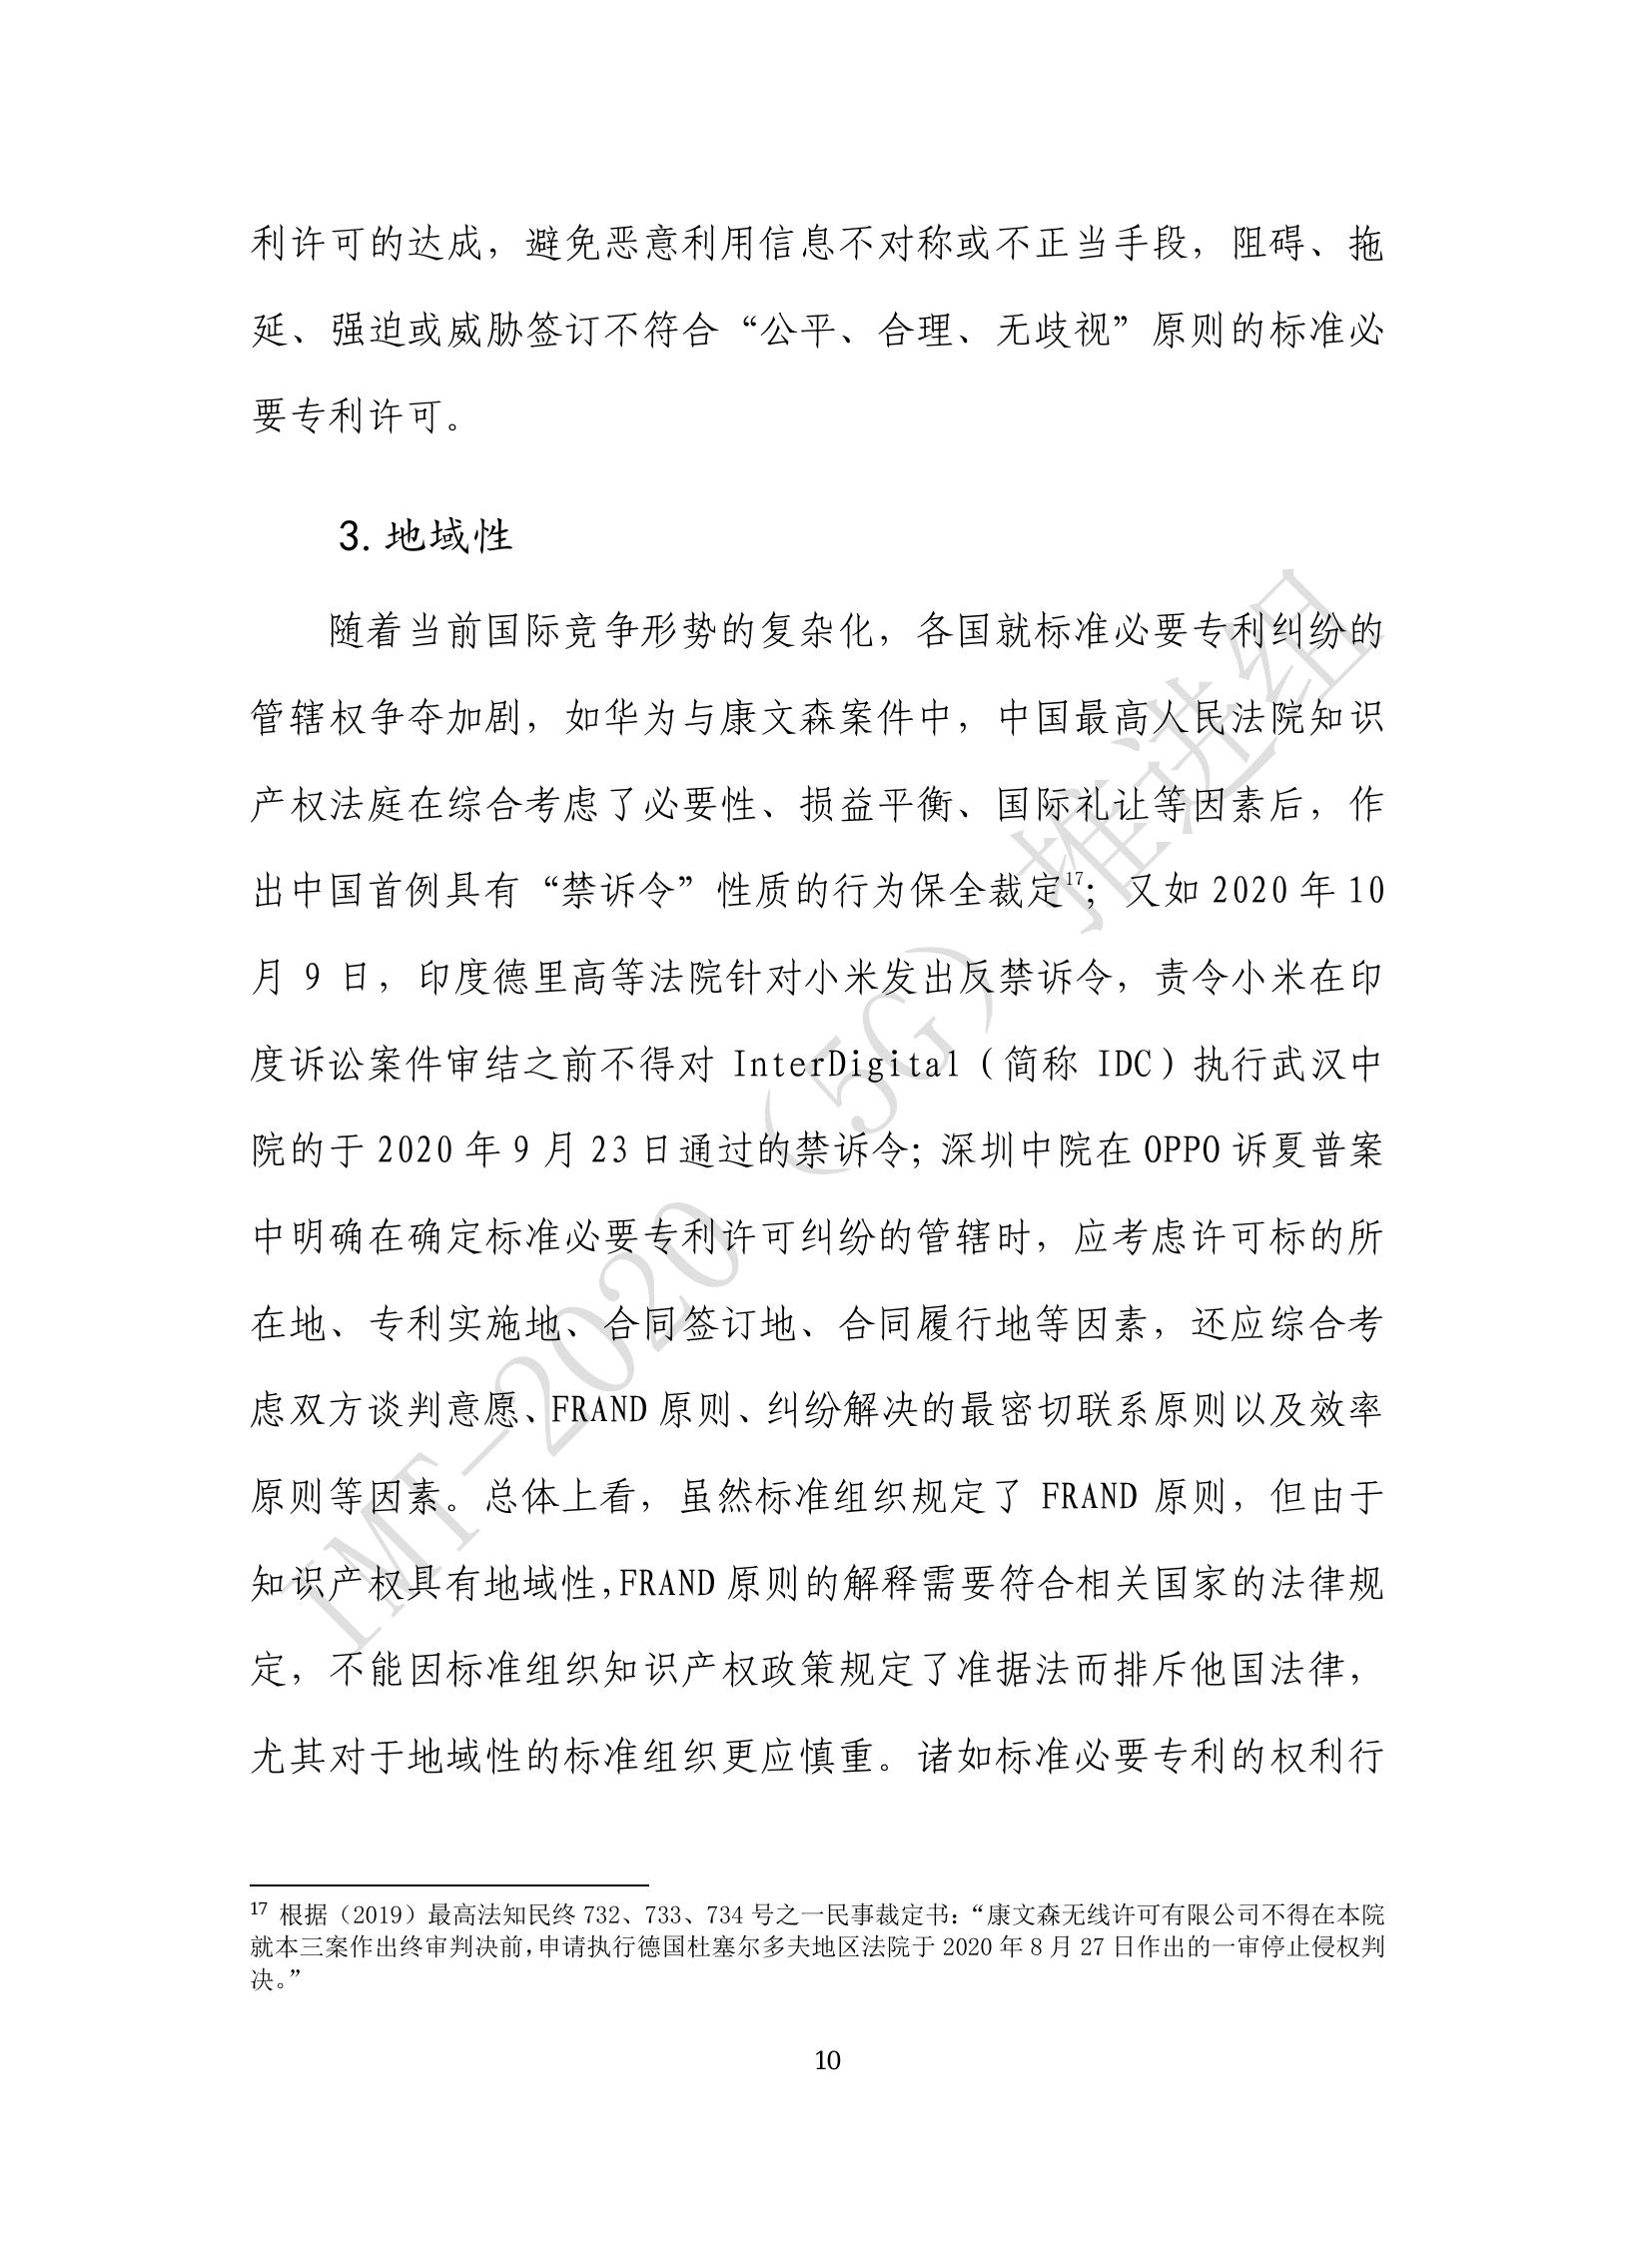 利许可的达成，避免恶意利用信息不对称或不正当手段，阻碍、拖
延、强迫或威胁签订不符合“公平、合理、无歧视”原则的标准必
要专利许可。
3.地域性
随着当前国际竞争形势的复杂化，各国就标准必要专利纠纷的
管辖权争夺加剧，如华为与康文森案件中，中国最高人民法院知识
产权法庭在综合考虑了必要性、损益平衡、国际礼让等因素后，作
出中国首例具有“禁诉令”性质的行为保全裁定17；又如 2020 年 10
月 9 日，印度德里高等法院针对小米发出反禁诉令，责令小米在印
度诉讼案件审结之前不得对 InterDigital（简称 IDC）执行武汉中
院的于 2020 年 9 月 23 日通过的禁诉令；深圳中院在 OPPO 诉夏普案
中明确在确定标准必要专利许可纠纷的管辖时，应考虑许可标的所
在地、专利实施地、合同签订地、合同履行地等因素，还应综合考
虑双方谈判意愿、FRAND 原则、纠纷解决的最密切联系原则以及效率
原则等因素。总体上看，虽然标准组织规定了 FRAND 原则，但由于
知识产权具有地域性，FRAND 原则的解释需要符合相关国家的法律规
定，不能因标准组织知识产权政策规定了准据法而排斥他国法律，
尤其对于地域性的标准组织更应慎重。诸如标准必要专利的权利行
17 根据（2019）最高法知民终 732、733、734 号之一民事裁定书：“康文森无线许可有限公司不得在本院
就本三案作出终审判决前，申请执行德国杜塞尔多夫地区法院于 2020 年 8 月 27 日作出的一审停止侵权判
决。”
10
IMT-2020（5G）推进组